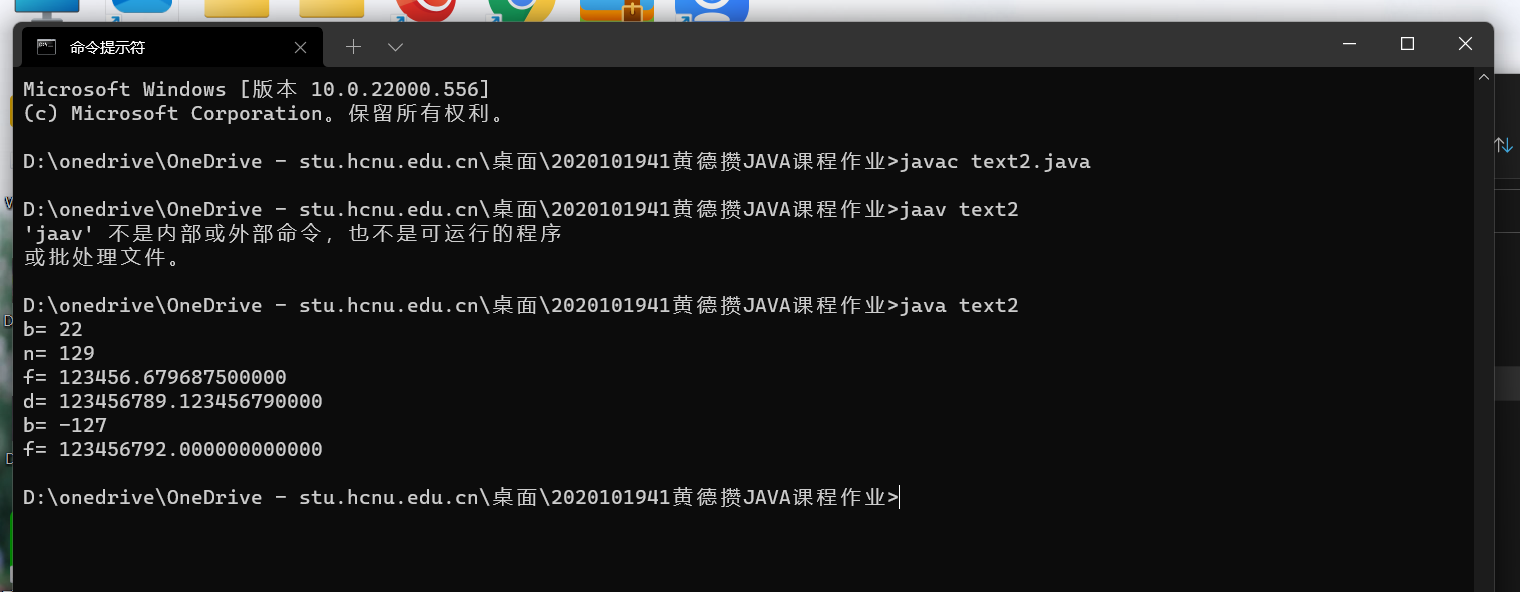 命令提示符
Microsoft Windows [版本 10.0.22000.556]
(c) Microsoft Corporation。保留所有权利。
D:\onedrive\OneDrive - stu.hcnu.edu.cn\桌面\2020101941黄德攒JAVA课程作业>javac text2.java
D:\onedrive\OneDrive - stu.hcnu.edu.cn\桌面\2020101941黄德攒JAVA课程作业>jaav text2
'jaav' 不是内部或外部命令，也不是可运行的程序
或批处理文件。
D:\onedrive\OneDrive - stu.hcnu.edu.cn\桌面\2020101941黄德攒JAVA课程作业>java text2
b= 22
n= 129
f= 123456.679687500000
d= 123456789.123456790000
b= -127
f= 123456792.000000000000
D:\onedrive\OneDrive - stu.hcnu.edu.cn\桌面\2020101941黄德攒JAVA课程作业>